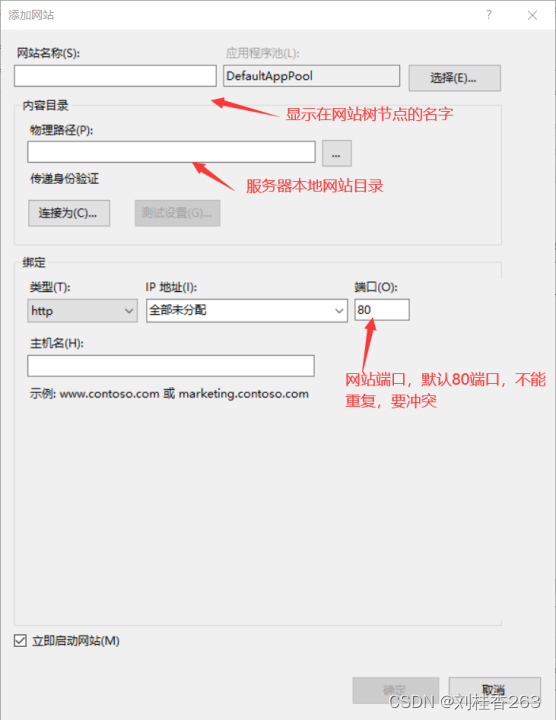 添加网站
?
网站名称(S):
应用程序池(L):
DefaultAppPool
选择(E)...
显示在网站树节点的名字
内容目录
物理路径(P):
...
服务器本地网站目录
传递身份验证
连接为(C)...
测试设置(G)...
绑定
类型(T):
IP 地址(I):
端口(O):
http
全部未分配
80
主机名(H):
网站端口，默认80端口，不能
重复，要冲突
示例: www.contoso.com 或 marketing.contoso.com
立即启动网站(M)
确定
取消
CSDN @刘桂香263